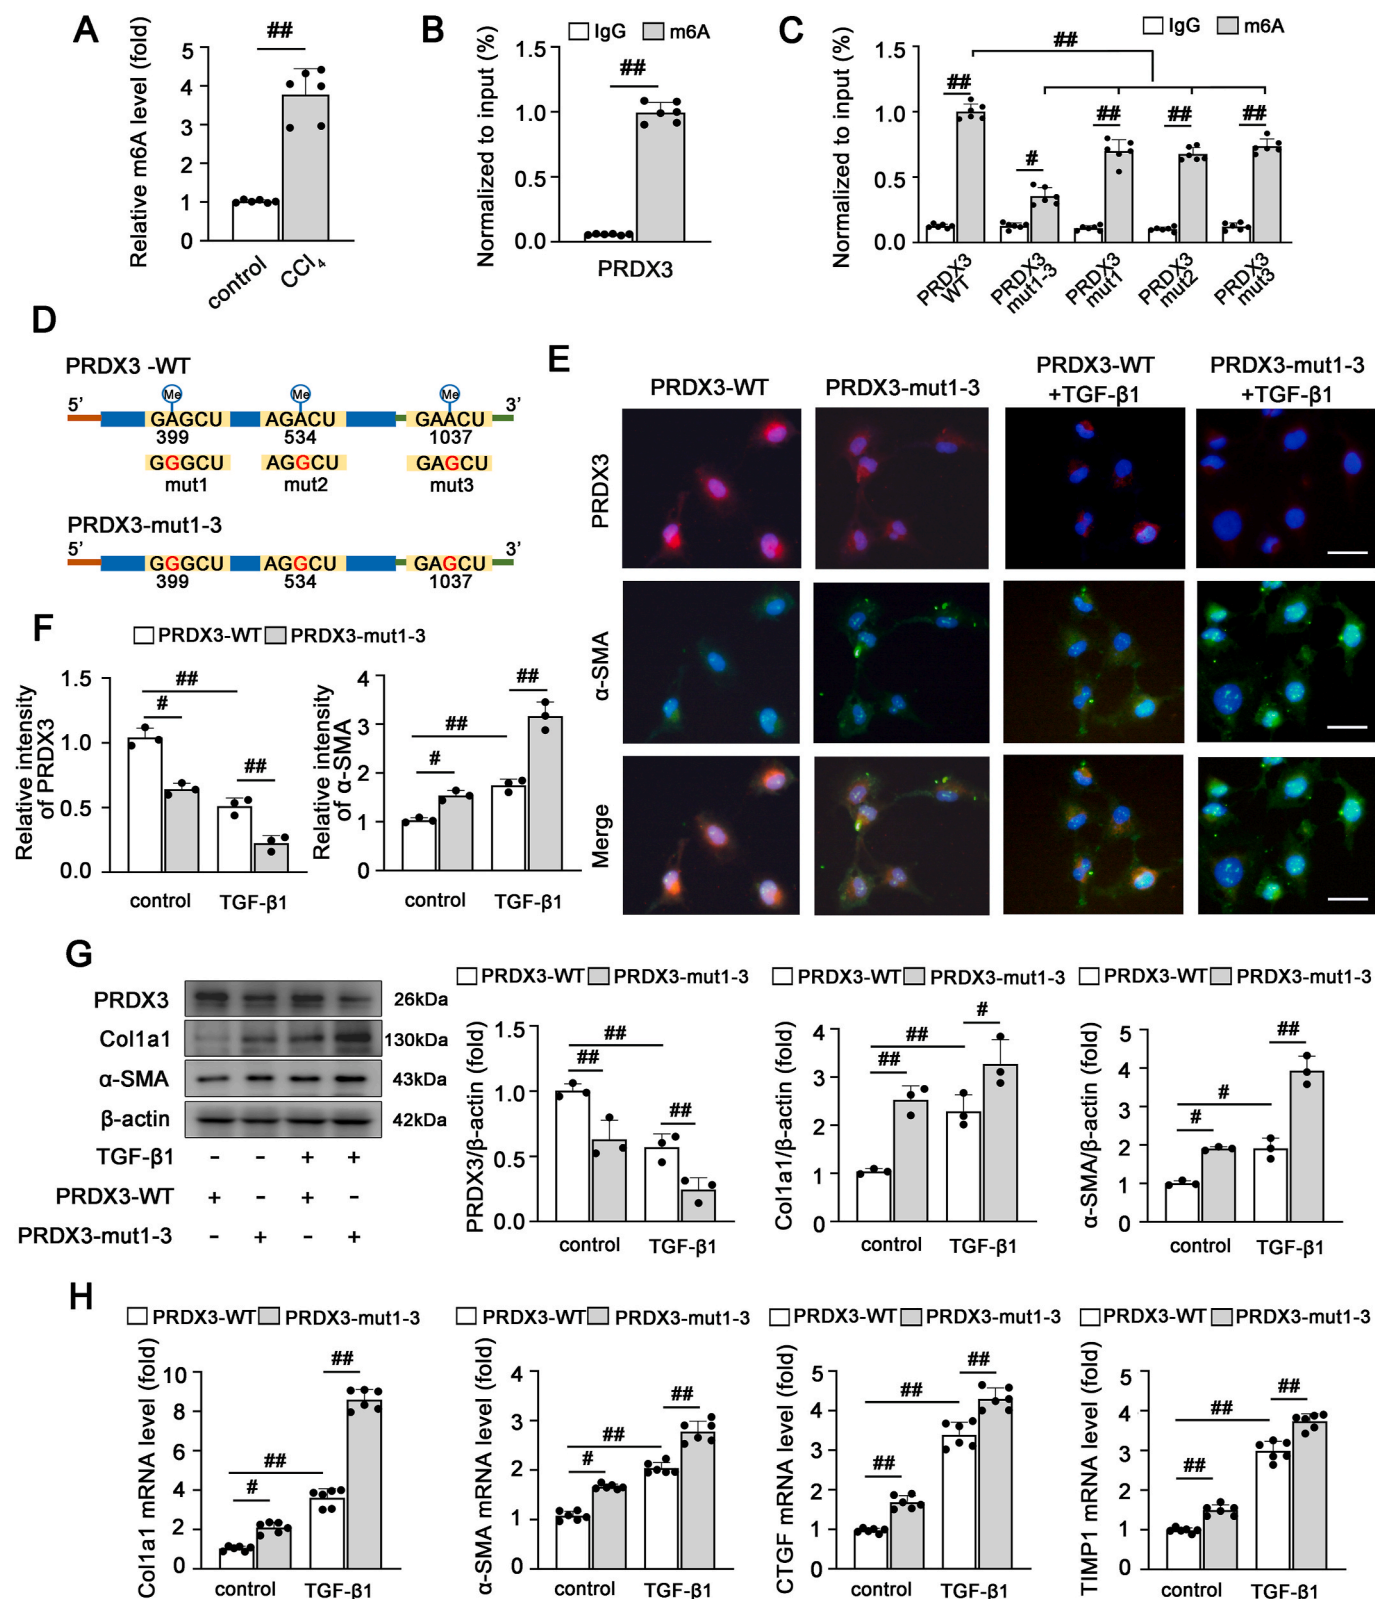 A
Relative m6A level (fold)
5
4
3
2
1
0
##
control
CCl4
B
IgG
m6A
Normalized to input (%)
1.5
1.0
0.5
0.0
##
PRDX3
C
IgG
m6A
Normalized to input (%)
1.5
1.0
0.5
0.0
##
##
#
##
##
##
PRDX3
WT
PRDX3
mut1-3
PRDX3
mut1
PRDX3
mut2
PRDX3
mut3
D
PRDX3 -WT
Me Me Me
5’ GAGCU AGACU GAACU 3’
399 534 1037
GGGCU AGGCU GAGCU
mut1 mut2 mut3
PRDX3-mut1-3
5’ GGGCU AGGCU GAGCU 3’
399 534 1037
E
PRDX3-WT
PRDX3-mut1-3
PRDX3-WT
+TGF-β1
PRDX3-mut1-3
+TGF-β1
PRDX3
α-SMA
Merge
F
PRDX3-WT PRDX3-mut1-3
Relative intensity
of PRDX3
1.5
1.0
0.5
0.0
#
##
##
control TGF-β1
Relative intensity
of α-SMA
4
3
2
1
0
#
##
##
control TGF-β1
G
PRDX3 26kDa
Col1a1 130kDa
α-SMA 43kDa
β-actin 42kDa
TGF-β1 - - + +
PRDX3-WT + - + -
PRDX3-mut1-3 - + - +
PRDX3-WT PRDX3-mut1-3
PRDX3/β-actin (fold)
1.5
1.0
0.5
0.0
##
##
##
control TGF-β1
PRDX3-WT PRDX3-mut1-3
Col1a1/β-actin (fold)
4
3
2
1
0
##
##
#
control TGF-β1
PRDX3-WT PRDX3-mut1-3
α-SMA/β-actin (fold)
5
4
3
2
1
0
#
#
##
control TGF-β1
H
PRDX3-WT PRDX3-mut1-3
Col1a1 mRNA level (fold)
10
8
6
4
2
0
#
##
##
control TGF-β1
PRDX3-WT PRDX3-mut1-3
α-SMA mRNA level (fold)
4
3
2
1
0
#
##
##
control TGF-β1
PRDX3-WT PRDX3-mut1-3
CTGF mRNA level (fold)
5
4
3
2
1
0
##
##
##
control TGF-β1
PRDX3-WT PRDX3-mut1-3
TIMP1 mRNA level (fold)
5
4
3
2
1
0
##
##
##
control TGF-β1